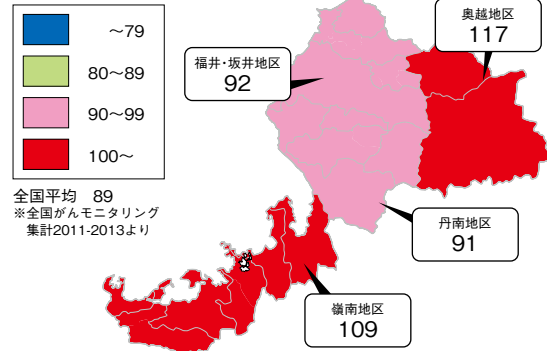 ～79
80～89
90～99
100～
全国平均　89
※全国がんモニタリング
集計2011-2013より
福井・坂井地区
92
奥越地区
117
丹南地区
91
嶺南地区
109